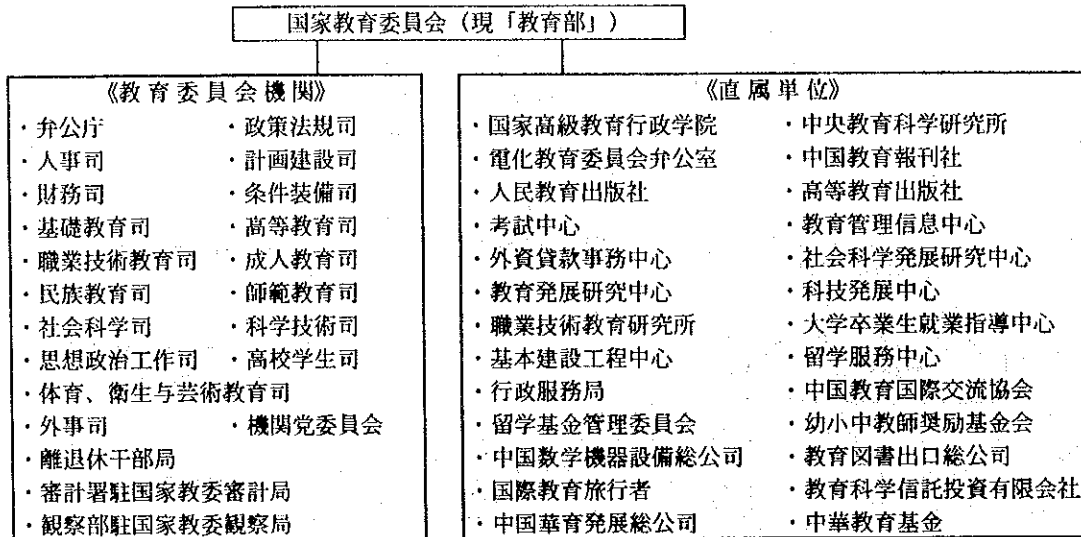 国家教育委員会（現「教育部」）
《教育委員会機関》
・弁公庁 ・政策法規司
・人事司 ・計画建設司
・財務司 ・条件装備司
・基礎教育司 ・高等教育司
・職業技術教育司 ・成人教育司
・民族教育司 ・師範教育司
・社会科学司 ・科学技術司
・思想政治工作司 ・高校学生司
・体育、衛生与芸術教育司
・外事司 ・機関党委員会
・離退休干部局
・審計署駐国家教委審計局
・観察部駐国家教委観察局
《直属単位》
・国家高級教育行政学院 ・中央教育科学研究所
・電化教育委員会弁公室 ・中国教育報刊社
・人民教育出版社 ・高等教育出版社
・考試中心 ・教育管理信息中心
・外資貸款事務中心 ・社会科学発展研究中心
・教育発展研究中心 ・科技発展中心
・職業技術教育研究所 ・大学卒業生就業指導中心
・基本建設工程中心 ・留学服務中心
・行政服務局 ・中国教育国際交流協会
・留学基金管理委員会 ・幼小中教師奨励基金会
・中国数学機器設備総公司 ・教育図書出口総公司
・国際教育旅行者 ・教育科学信託投資有限会社
・中国華育発展総公司 ・中華教育基金